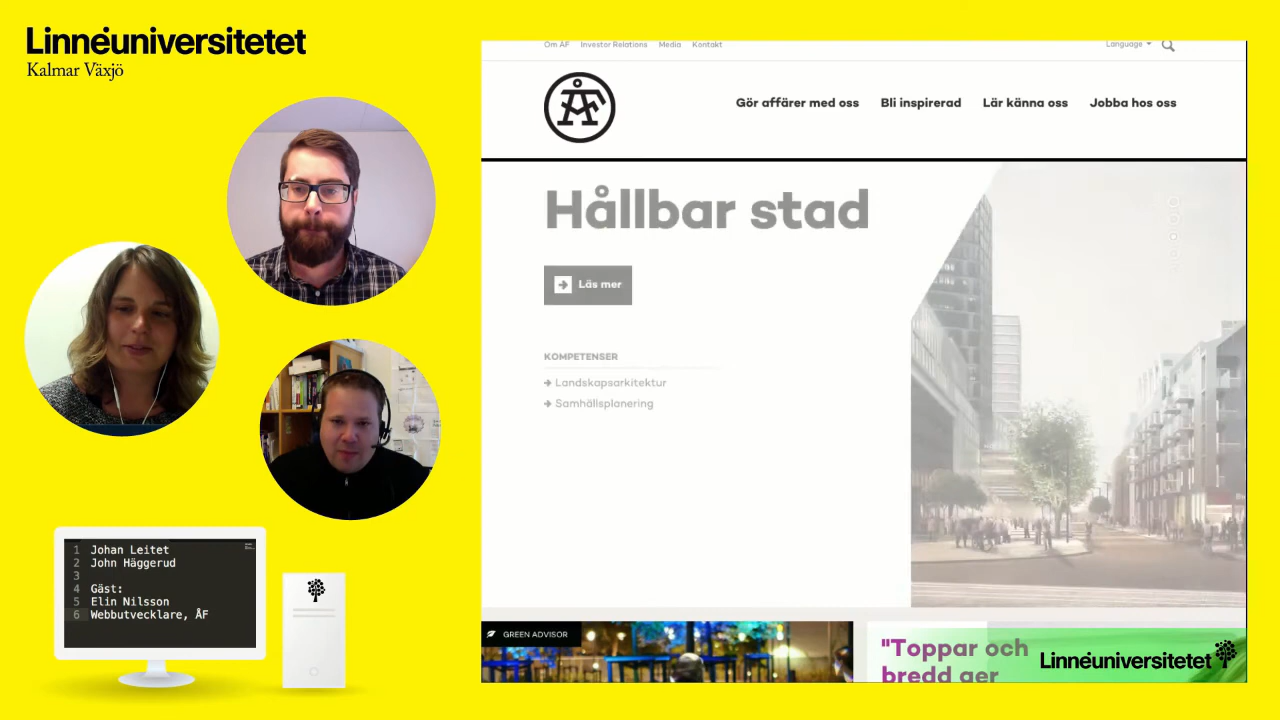 Linnéuniversitetet
Kalmar Växjö
Om ÅF Investor Relations Media Kontakt Language
ÅF
Gör affärer med oss Bli inspirerad Lär känna oss Jobba hos oss
Hållbar stad
Läs mer
KOMPETENSER
Landskapsarkitektur
Samhällsplanering
GREEN ADVISOR
"Toppar och
bredd ger
Linnéuniversitetet
1 Johan Leitet
2 John Häggerud
3
4 Gäst:
5 Elin Nilsson
6 Webbutvecklare, ÅF